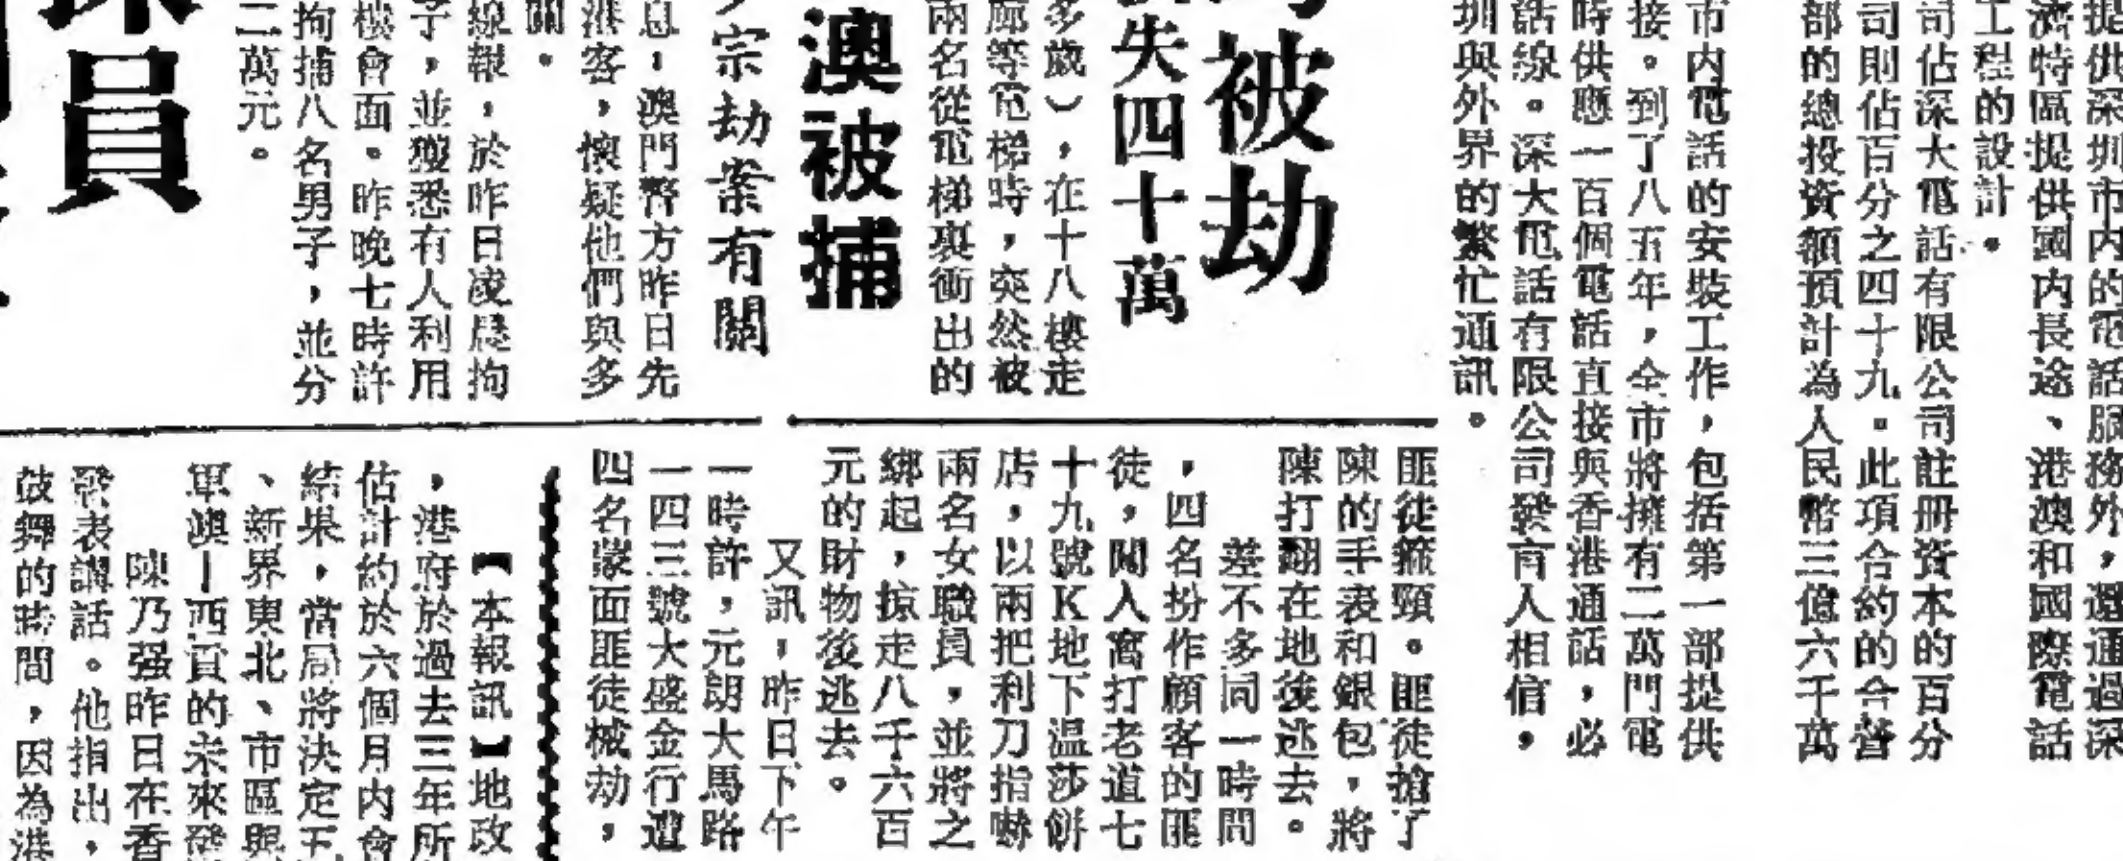 提供深圳市内的電話服務外，還通過深
濟特區提供國内長途、港澳和國際電話
工程的設計。
司佔深大電話有限公司註册資本的百分
司則佔百分之四十九。此項合約的合營
部的總投資額預計為人民幣三億六千萬
市内電話的安裝工作，包括第一部提供
接。到了八五年，全市將擁有二萬門電
時供應一百個電話直接與香港通話，必
話線。深大電話有限公司發言人相信，
圳與外界的繁忙通訊。
被劫
失四十萬
多歲），在十八樓走
廊等電梯時，突然被
兩名從電梯裏衝出的
匪徒箍頸。匪徒搶了
陳的手表和銀包，將
陳打翻在地後逃去。
差不多同一時間
，四名扮作顧客的匪
徒，闖入窩打老道七
十九號K地下温莎餅
店，以兩把利刀指嚇
兩名女職員，並將之
綁起，掠走八千六百
元的財物後逃去。
又訊，昨日下午
一時許，元朗大馬路
一四三號大盛金行遭
四名蒙面匪徒械劫，
澳被捕
宗劫案有關
息，澳門警方昨日先
港客，懷疑他們與多
關。
線報，於昨日凌晨拘
子，並獲悉有人利用
樓會面。昨晚七時許
拘捕八名男子，並分
二萬元。
員
【本報訊】地政
，港府於過去三年所
估計約於六個月内會
結果，當局將決定五
、新界東北、市區與
軍澳—西貢的未來發
陳乃强昨日在香
發表講話。他指出，
鼓舞的時間，因為港